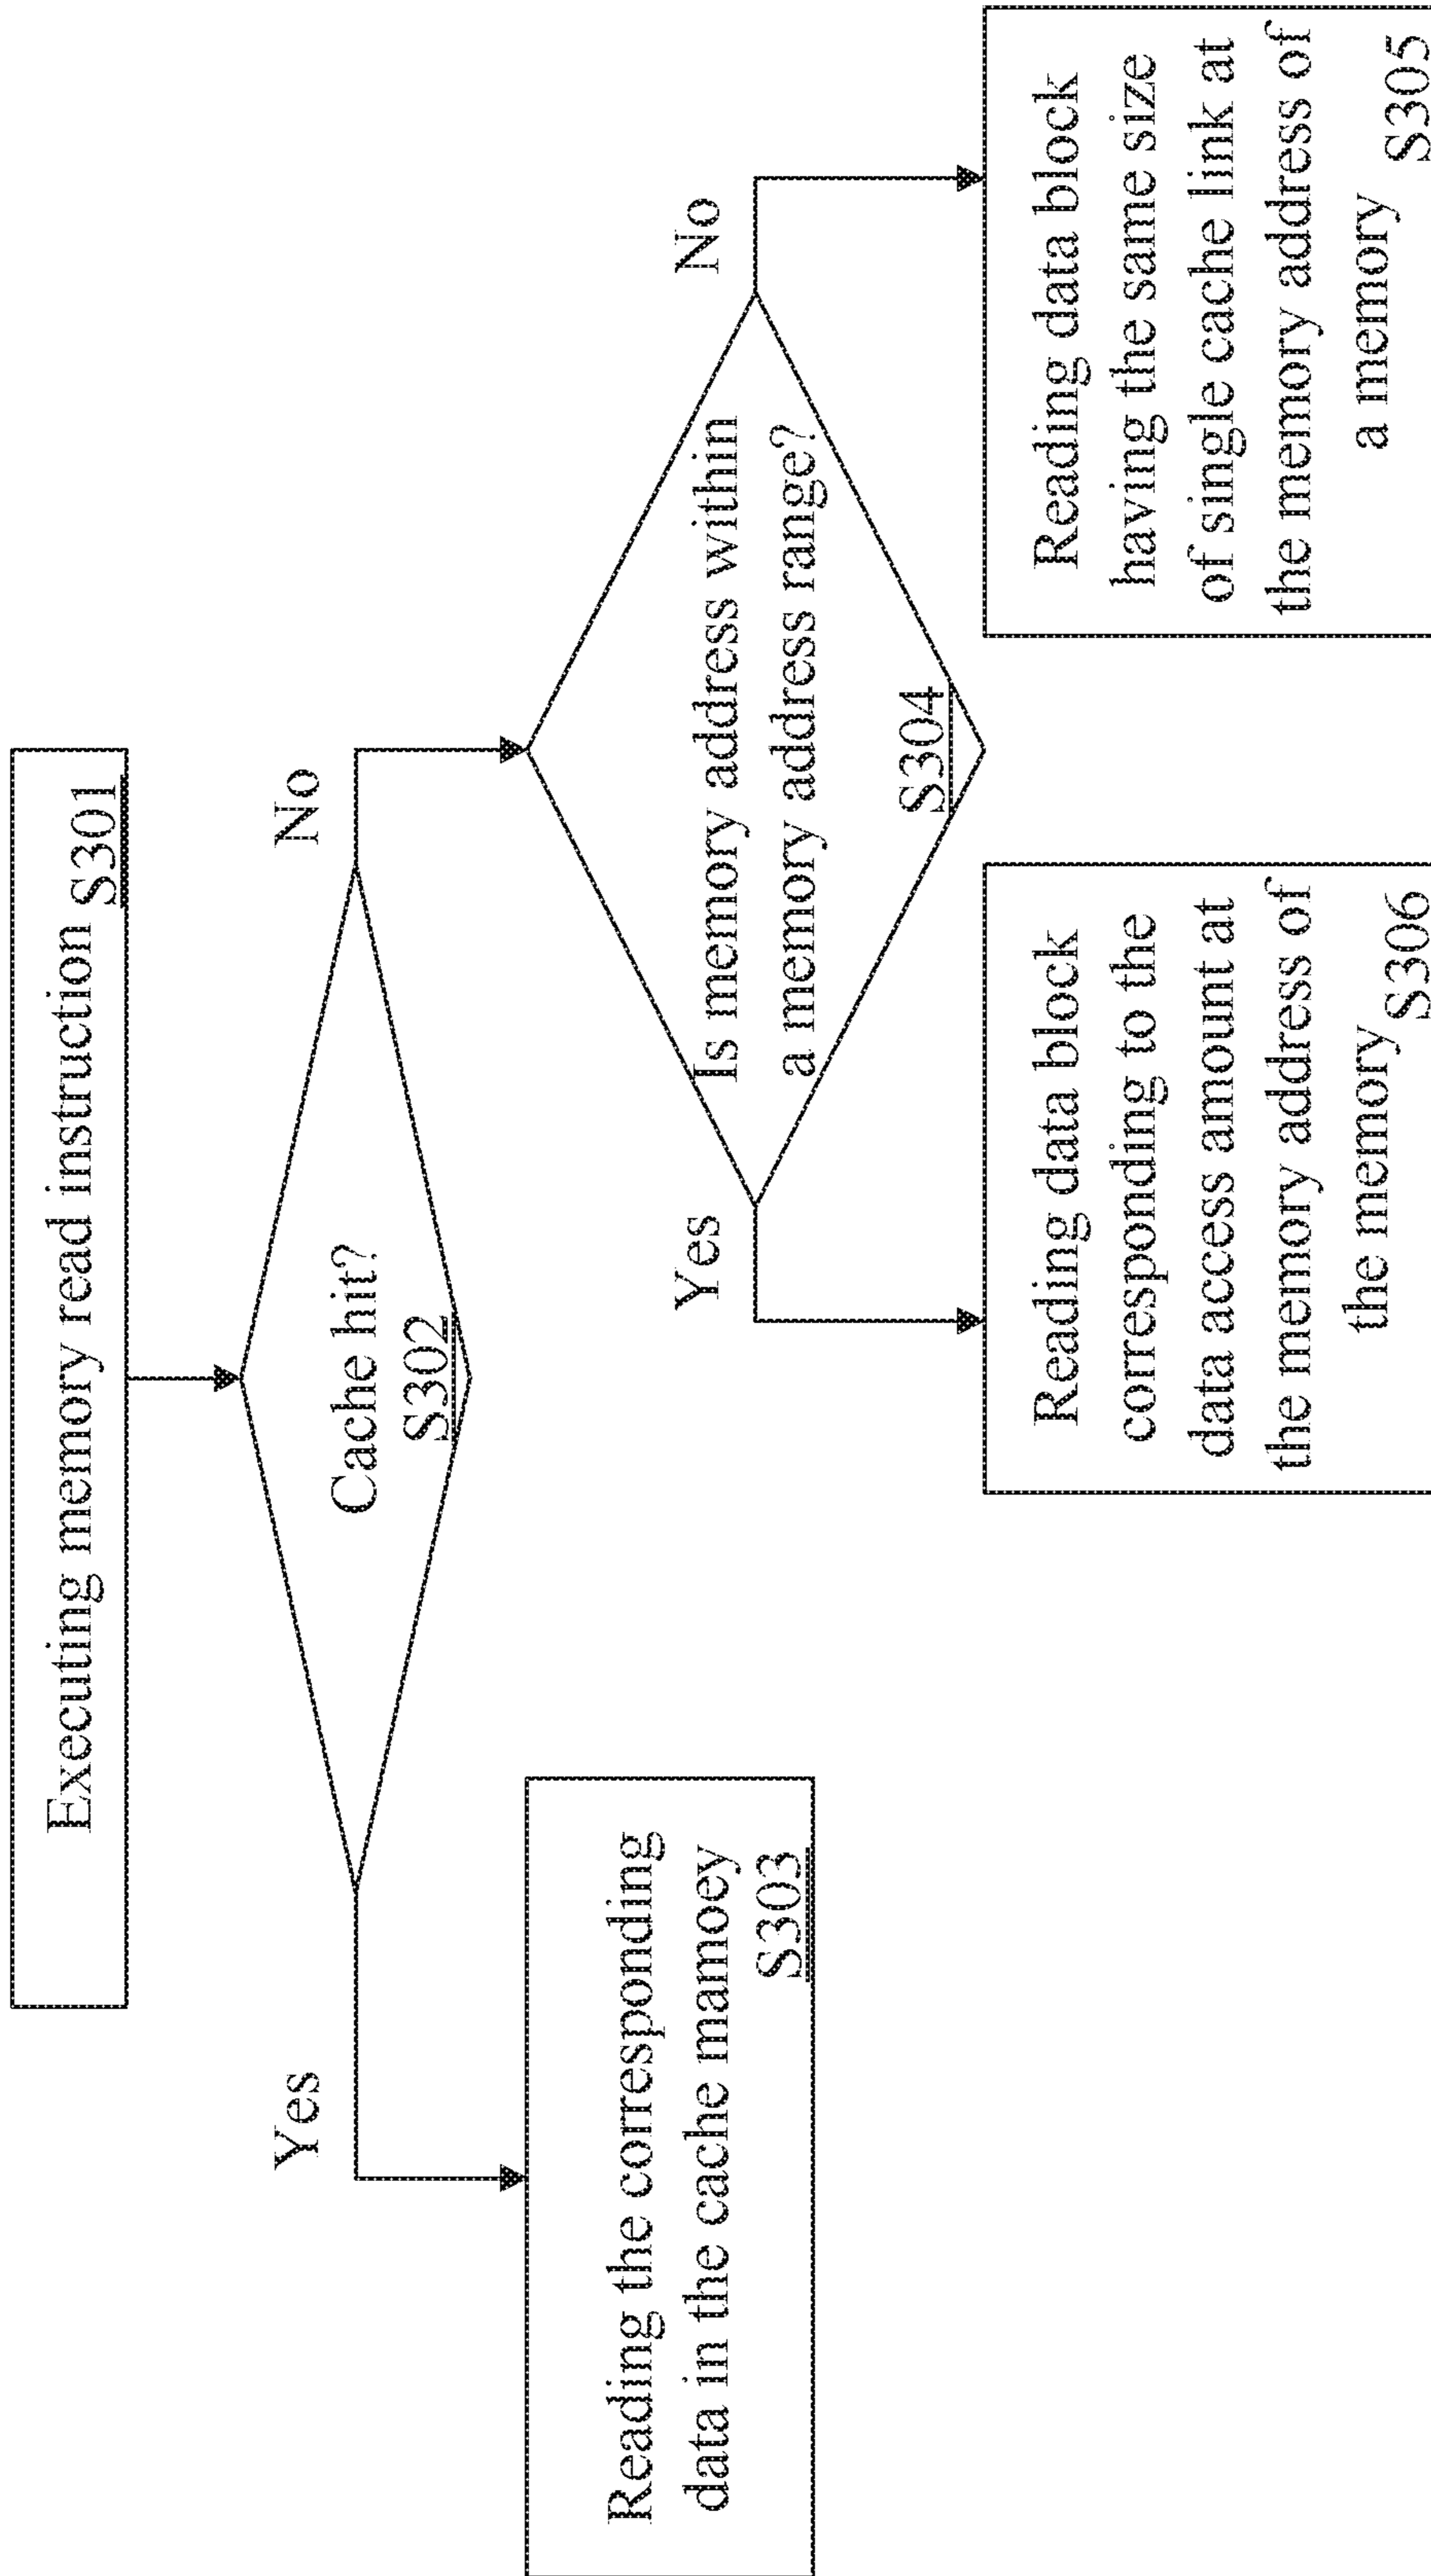 Executing memory read instruction S301
Cache hit?
S302
Yes
No
Reading the corresponding
data in the cache mamoey
S303
Is memory address within
a memory address range?
S304
Yes
No
Reading data block
corresponding to the
data access amount at
the memory address of
the memory
S306
Reading data block
having the same size
of single cache link at
the memory address of
a memory
S305